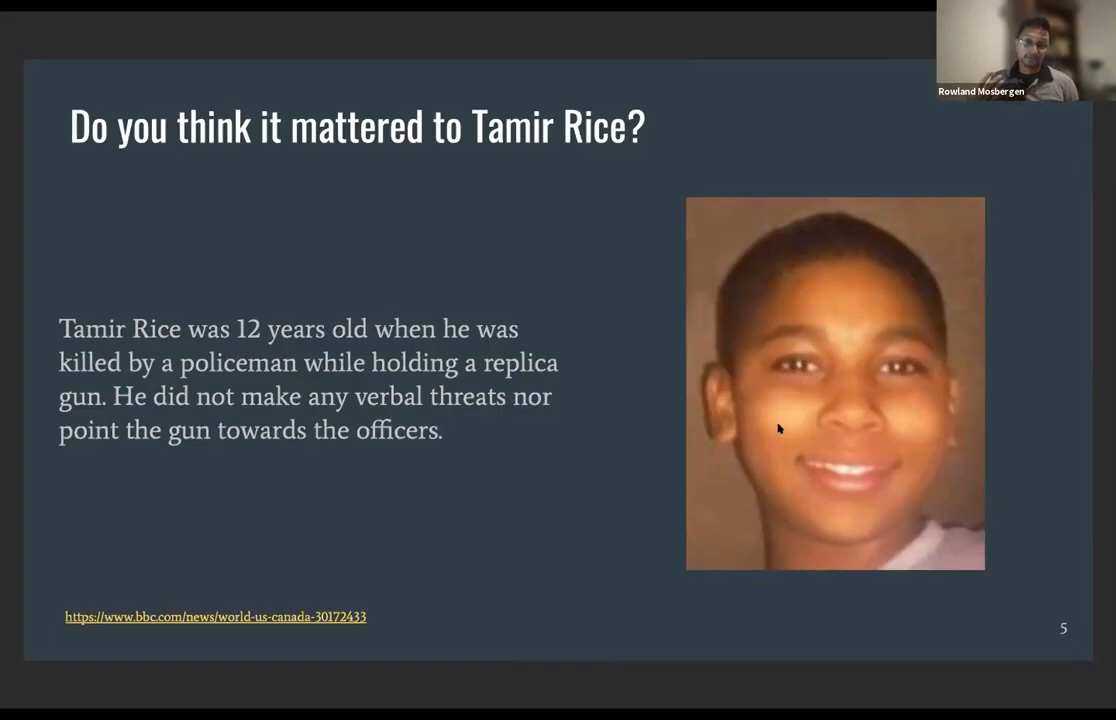 Rowland Mosbergen
Do you think it mattered to Tamir Rice?
Tamir Rice was 12 years old when he was
killed by a policeman while holding a replica
gun. He did not make any verbal threats nor
point the gun towards the officers.
https://www.bbc.com/news/world-us-canada-30172433
5